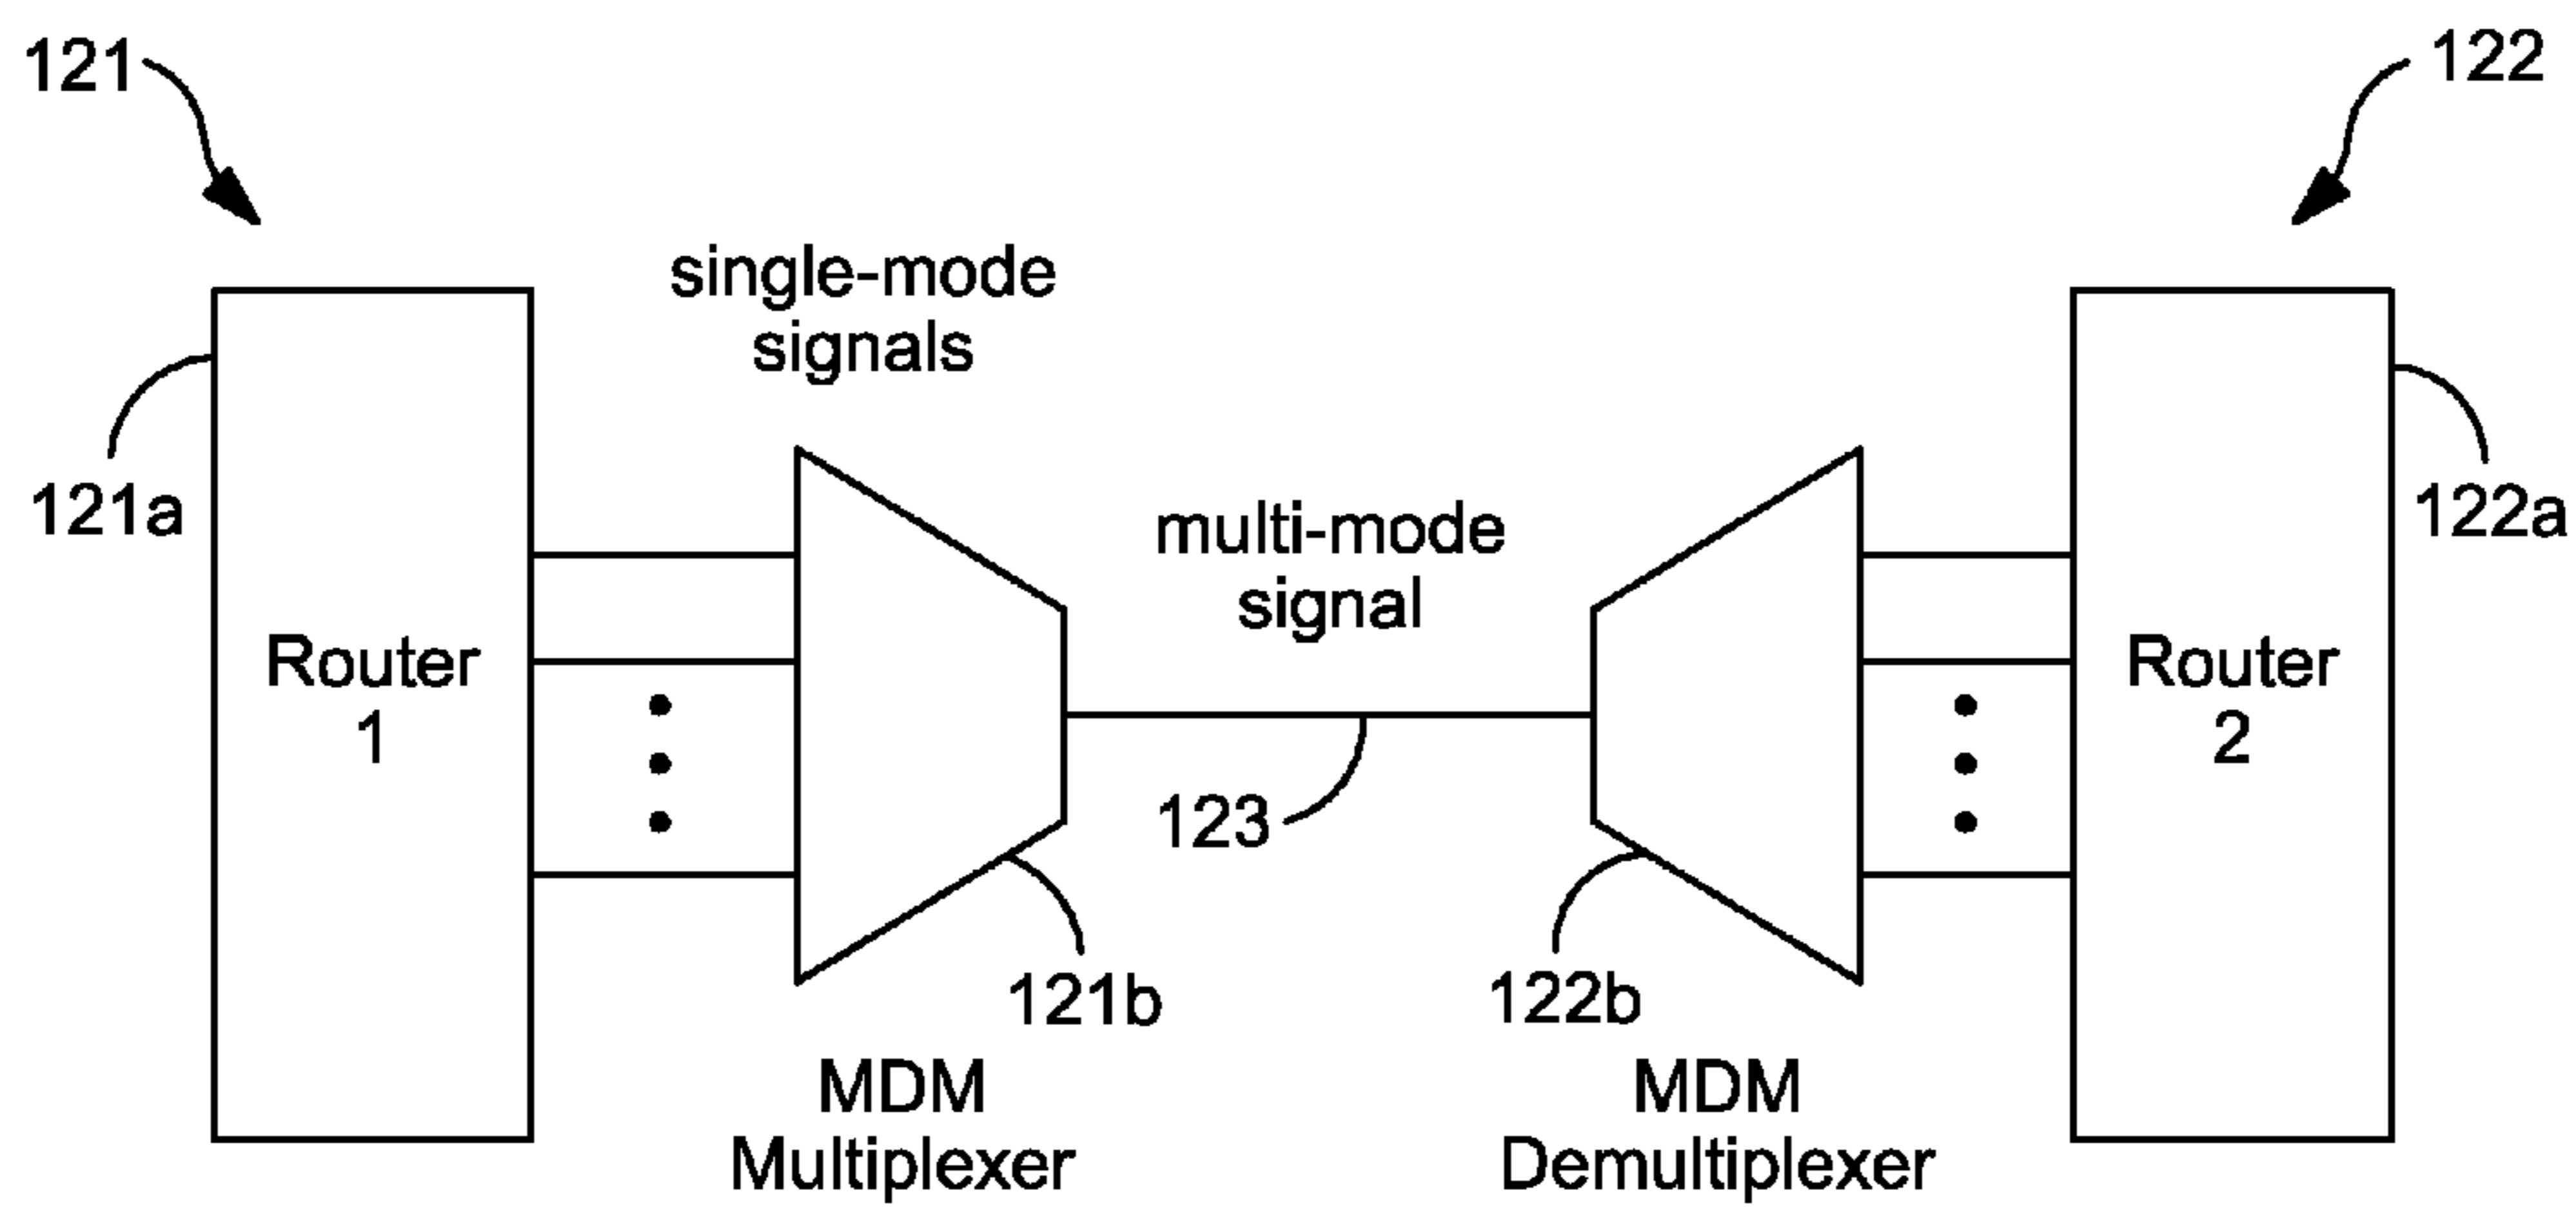 121
122
single-mode
signals
121a
122a
multi-mode
signal
Router
1
Router
2
123
121b
122b
MDM
Multiplexer
MDM
Demultiplexer